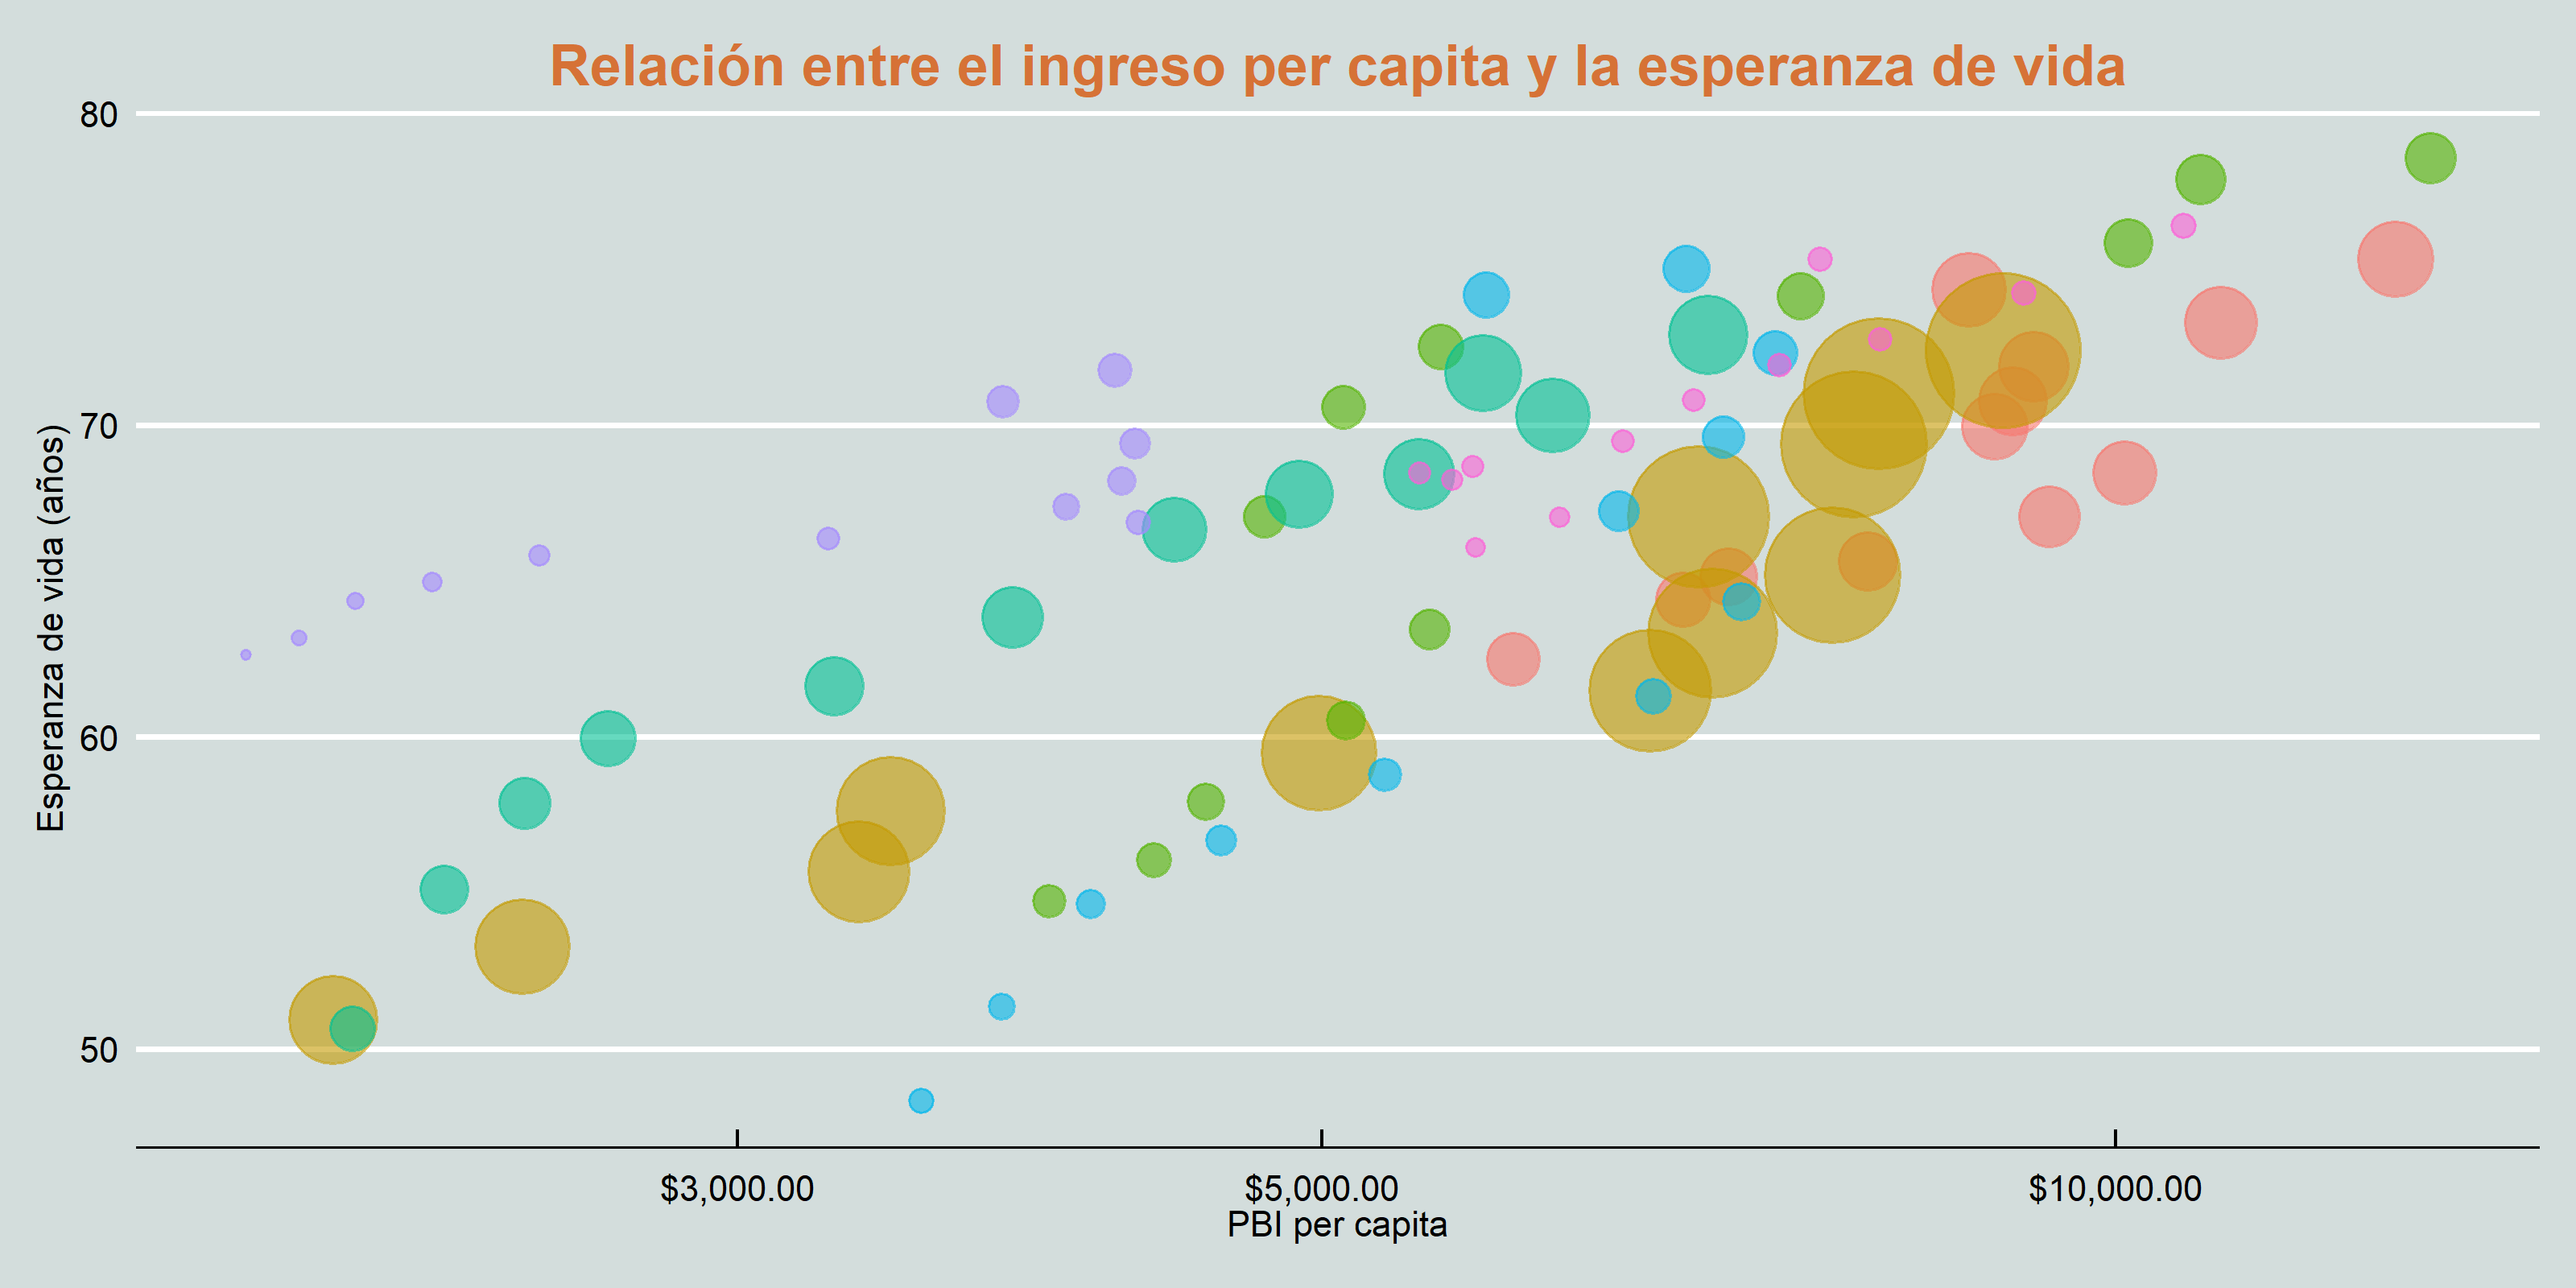 Relación entre el ingreso per capita y la esperanza de vida
80
70
60
50
Esperanza de vida (años)
$3,000.00
$5,000.00
$10,000.00
PBI per capita